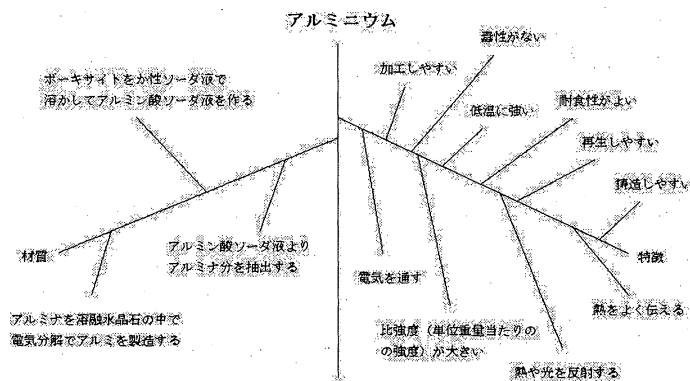 アルミニウム
毒性がない
加工しやすい
ボーキサイトをか性ソーダ液で
溶かしてアルミン酸ソーダ液を作る
低温に強い
耐食性がよい
再生しやすい
鋳造しやすい
材質
アルミン酸ソーダ液より
アルミナ分を抽出する
特徴
電気を通す
アルミナを溶融氷晶石の中で
電気分解でアルミを製造する
熱をよく伝える
比強度（単位重量当たりの
の強度）が大きい
熱や光を反射する